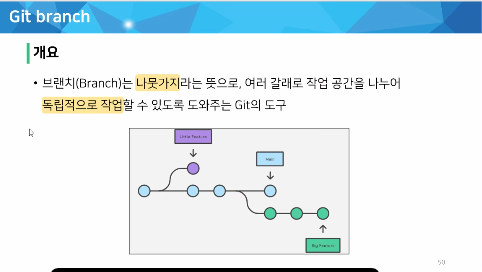 Git branch
개요
• 브랜치(Branch)는 나뭇가지라는 뜻으로, 여러 갈래로 작업 공간을 나누어
독립적으로 작업할 수 있도록 도와주는 Git의 도구
Little Feature
Main
Big Feature
50